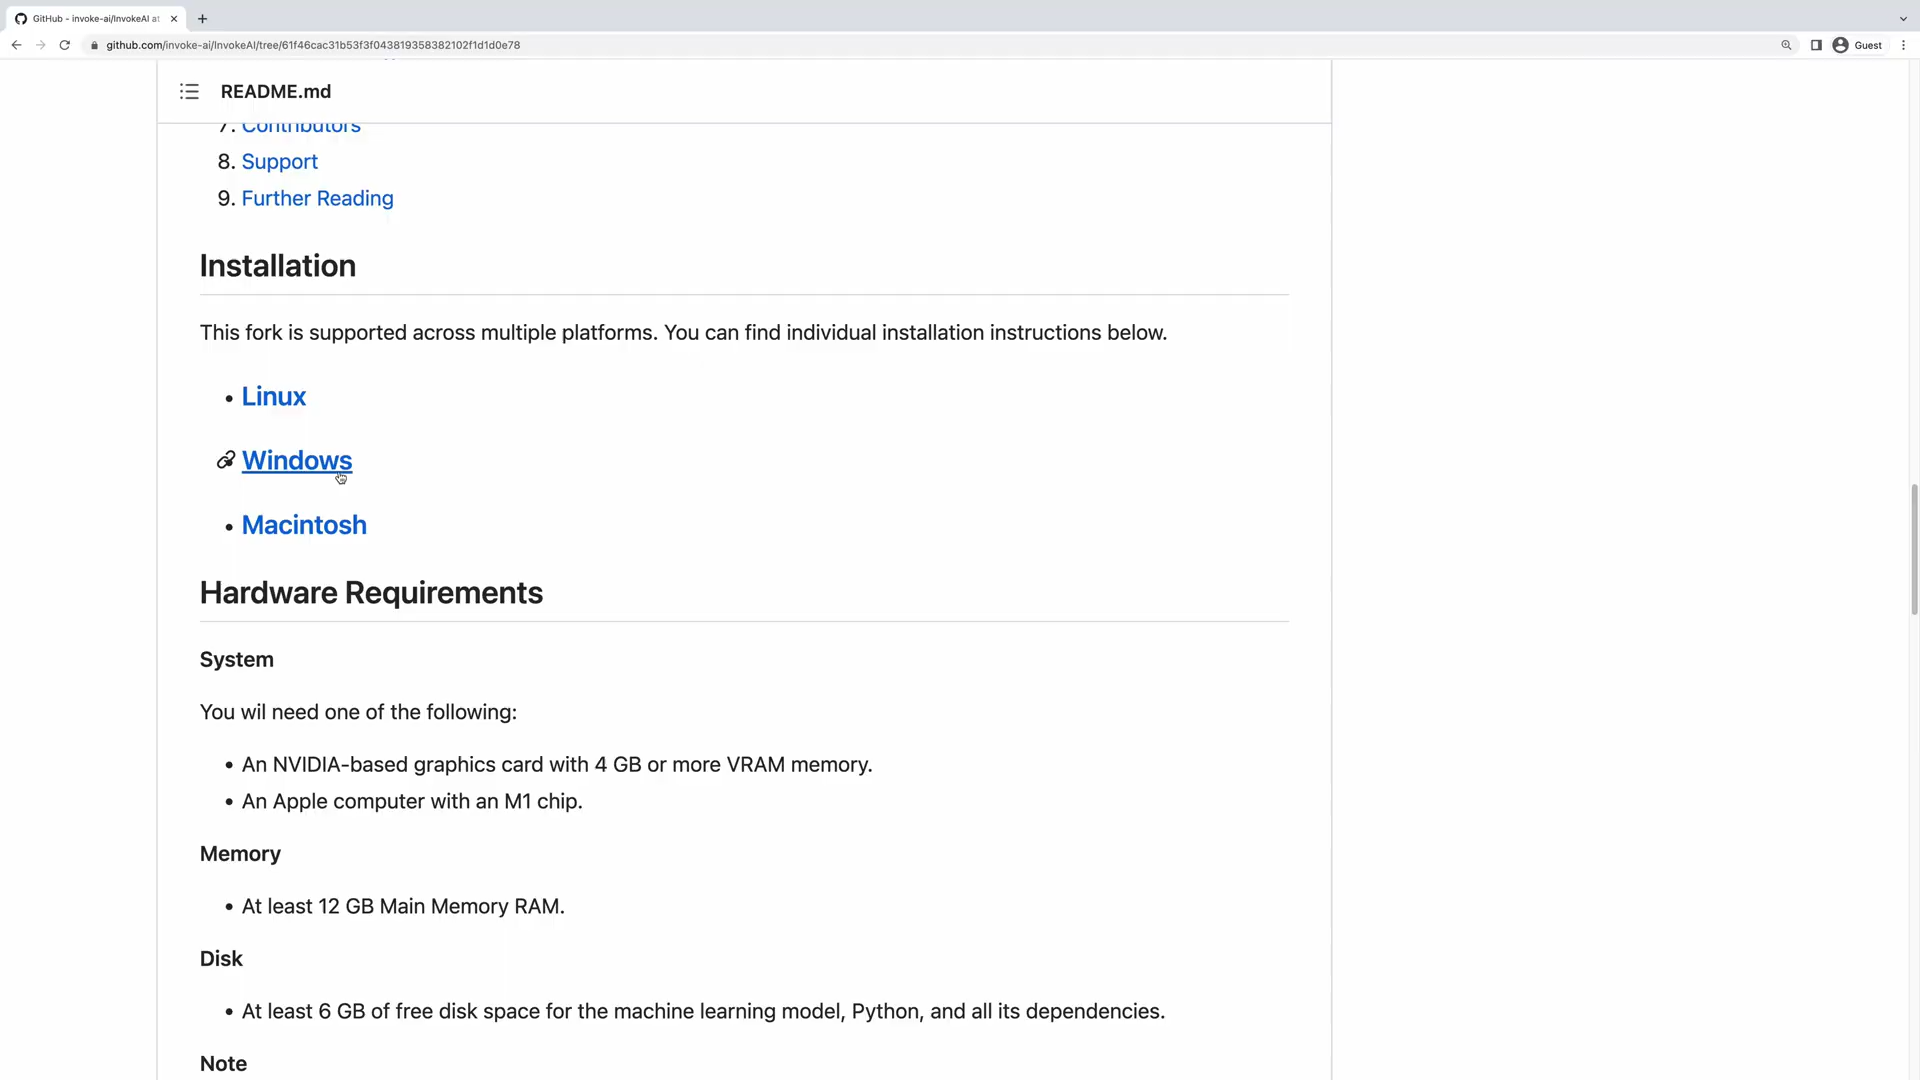 GitHub - invoke-ai/InvokeAI at
github.com/invoke-ai/InvokeAI/tree/61f46cac31b53f3f043819358382102f1d1d0e78
Guest
README.md
7. Contributors
8. Support
9. Further Reading
Installation
This fork is supported across multiple platforms. You can find individual installation instructions below.
• Linux
Windows
• Macintosh
Hardware Requirements
System
You wil need one of the following:
• An NVIDIA-based graphics card with 4 GB or more VRAM memory.
• An Apple computer with an M1 chip.
Memory
• At least 12 GB Main Memory RAM.
Disk
• At least 6 GB of free disk space for the machine learning model, Python, and all its dependencies.
Note